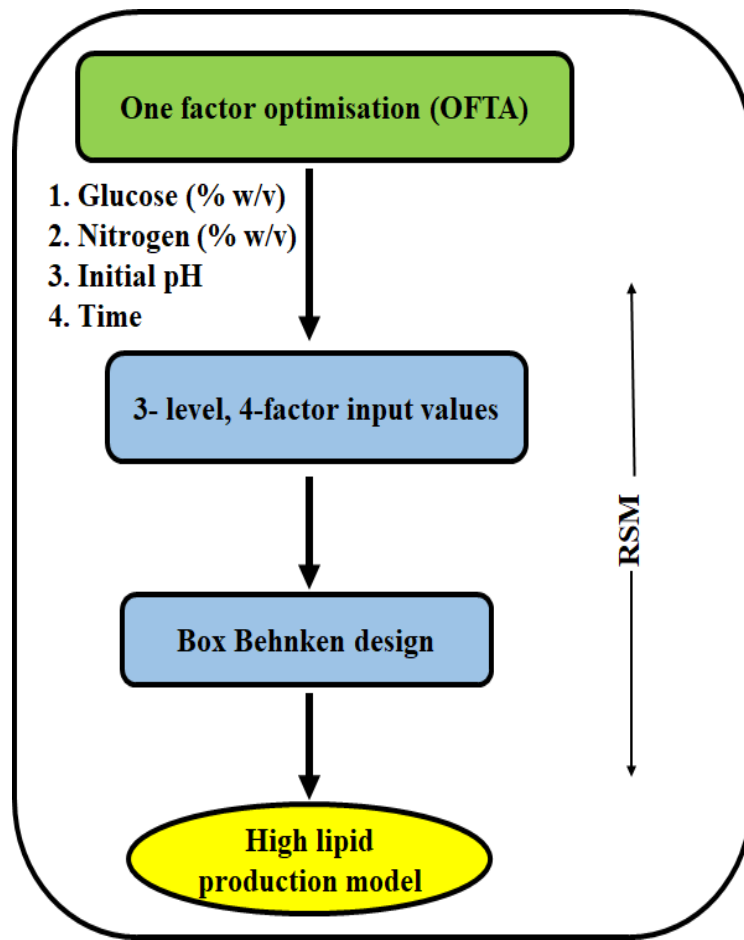 One factor optimisation (OFTA)
1. Glucose (% w/v)
2. Nitrogen (% w/v)
3. Initial pH
4. Time
3- level, 4-factor input values
RSM
Box Behnken design
High lipid
production model